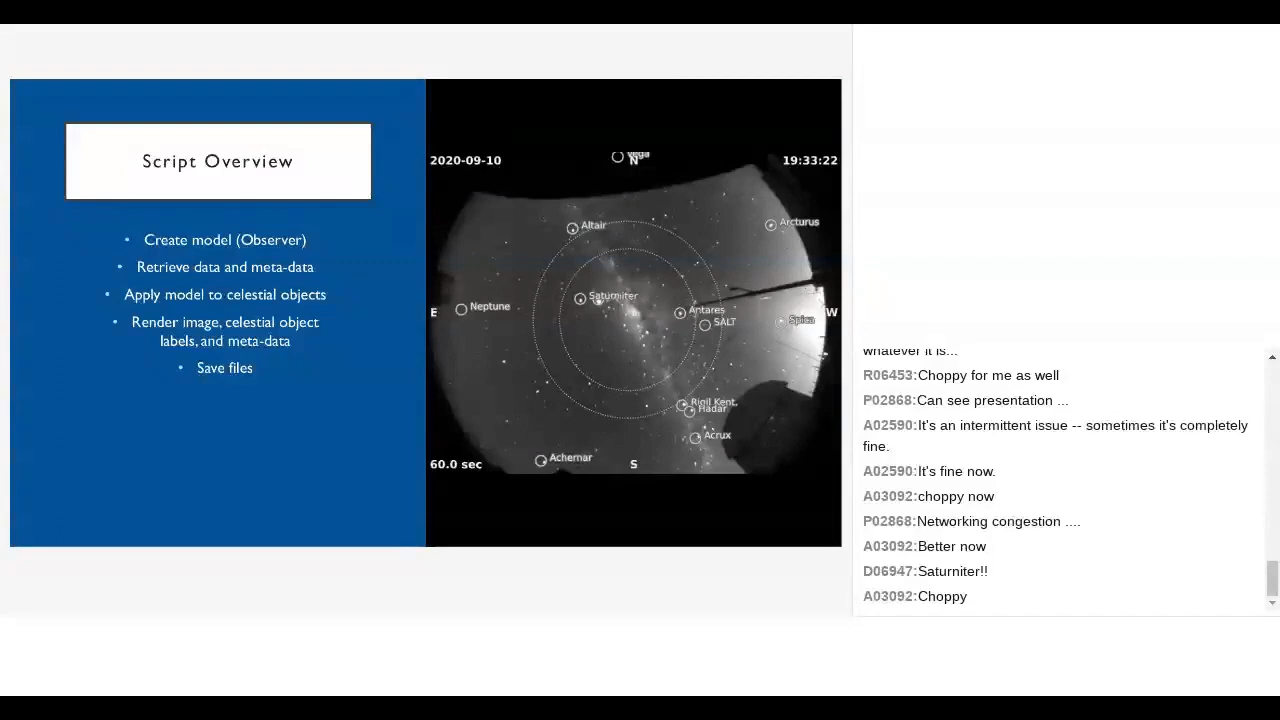 Script Overview
• Create model (Observer)
• Retrieve data and meta-data
• Apply model to celestial objects
• Render image, celestial object
labels, and meta-data
• Save files
2020-09-10
Vega
N
19:33:22
Altair
Arcturus
Saturniter
Neptune
E
Antares
W
SALT
Spica
Rigil Kent.
Hadar
Acrux
Achernar
60.0 sec
S
whatever it is...
R06453:Choppy for me as well
P02868:Can see presentation ...
A02590:It's an intermittent issue -- sometimes it's completely
fine.
A02590:It's fine now.
A03092:choppy now
P02868:Networking congestion ....
A03092:Better now
D06947:Saturniter!!
A03092:Choppy